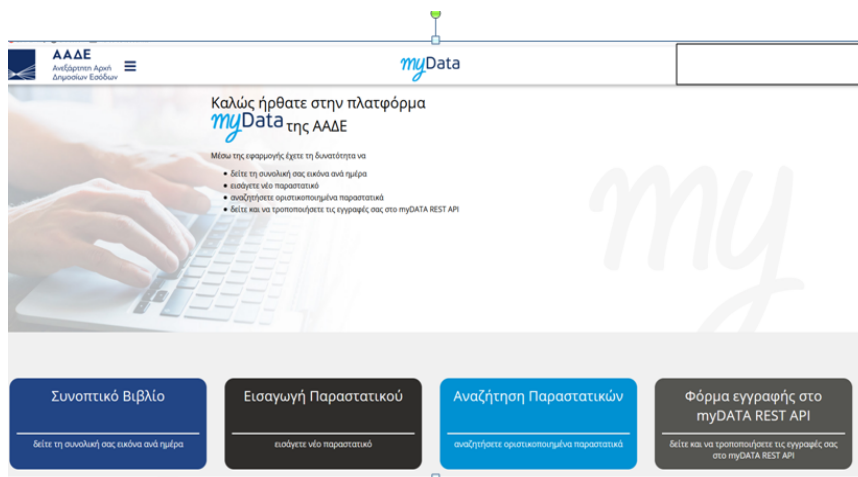 ΑΑΔΕ
Ανεξάρτητη Αρχή
Δημοσίων Εσόδων
myData
Καλώς ήρθατε στην πλατφόρμα
myData της ΑΑΔΕ
Μέσω της εφαρμογής έχετε τη δυνατότητα να
• δείτε τη συνολική σας εικόνα ανά ημέρα
• εισάγετε νέο παραστατικό
• αναζητήσετε οριστικοποιημένα παραστατικά
• δείτε και να τροποποιήσετε τις εγγραφές σας στο myDATA REST API
my
Συνοπτικό Βιβλίο
δείτε τη συνολική σας εικόνα ανά ημέρα
Εισαγωγή Παραστατικού
εισάγετε νέο παραστατικό
Αναζήτηση Παραστατικών
αναζητήσετε οριστικοποιημένα παραστατικά
Φόρμα εγγραφής στο
myDATA REST API
δείτε και να τροποποιήσετε τις εγγραφές σας
στο myDATA REST API